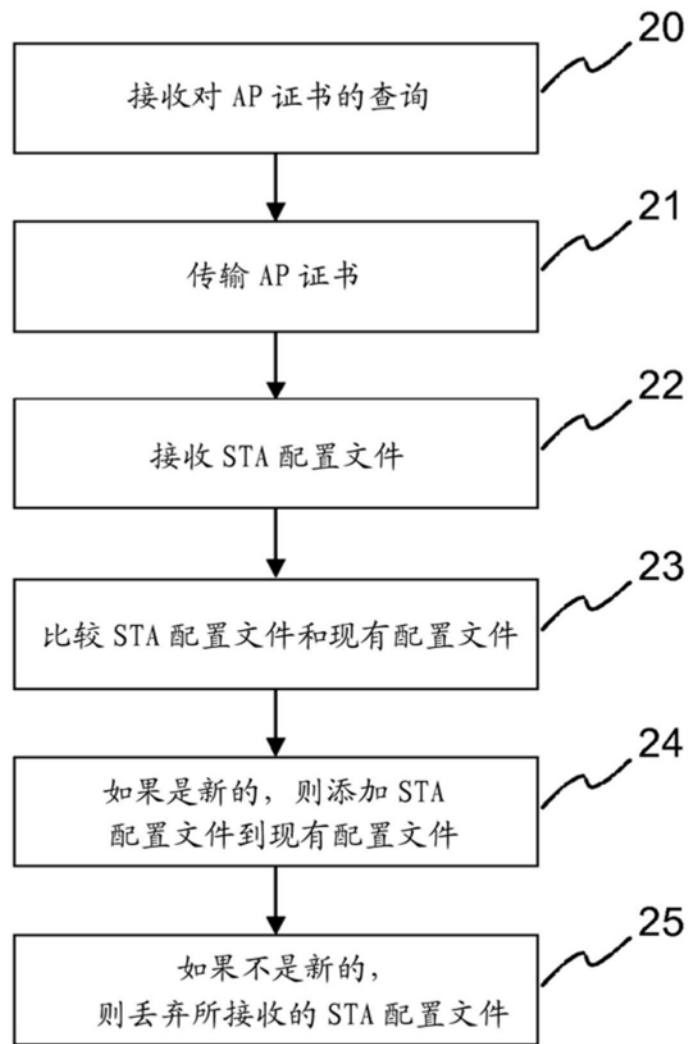 20
接收对 AP 证书的查询
21
传输 AP 证书
22
接收 STA 配置文件
23
比较 STA 配置文件和现有配置文件
24
如果是新的，则添加 STA
配置文件到现有配置文件
25
如果不是新的，
则丢弃所接收的 STA 配置文件